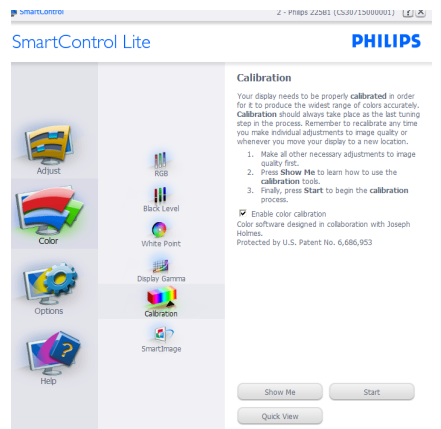 SmartControl
2 - Philips 225B1 (CS30715000001)
SmartControl Lite
PHILIPS
Adjust
Color
Options
Help
RGB
Black Level
White Point
Display Gamma
Calibration
SmartImage
Calibration
Your display needs to be properly calibrated in order
for it to produce the widest range of colors accurately.
Calibration should always take place as the last tuning
step in the process. Remember to recalibrate any time
you make individual adjustments to image quality or
whenever you move your display to a new location.
1. Make all other necessary adjustments to image
quality first.
2. Press Show Me to learn how to use the
calibration tools.
3. Finally, press Start to begin the calibration
process.
Enable color calibration
Color software designed in collaboration with Joseph
Holmes.
Protected by U.S. Patent No. 6,686,953
Show Me
Start
Quick View